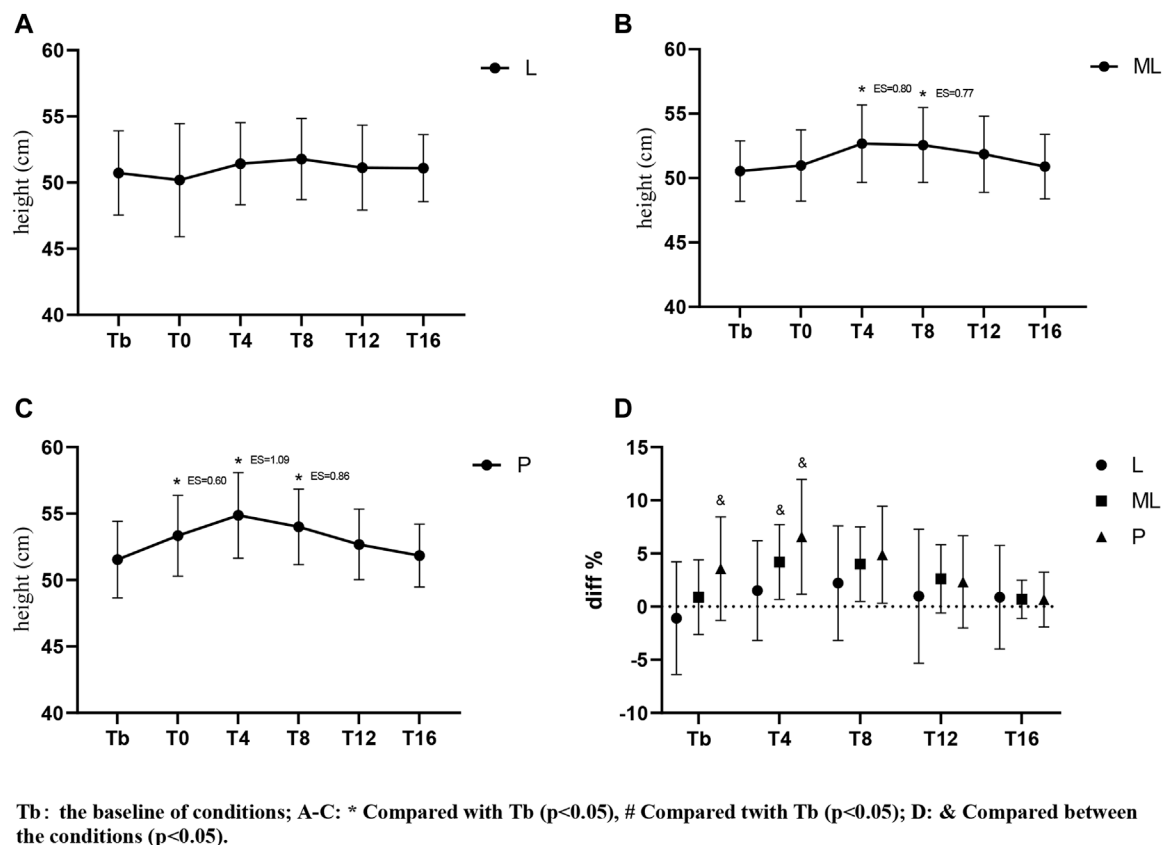 A
60
55
50
45
40
height (cm)
L
Tb T0 T4 T8 T12 T16
B
60
55
50
45
40
height (cm)
* ES=0.80 * ES=0.77
ML
Tb T0 T4 T8 T12 T16
C
60
55
50
45
40
height (cm)
* ES=0.60 * ES=1.09 * ES=0.86
P
Tb T0 T4 T8 T12 T16
D
15
10
5
0
-5
-10
diff %
& & &
L
ML
P
Tb T4 T8 T12 T16
Tb: the baseline of conditions; A-C: * Compared with Tb (p<0.05), # Compared twith Tb (p<0.05); D: & Compared between
the conditions (p<0.05).